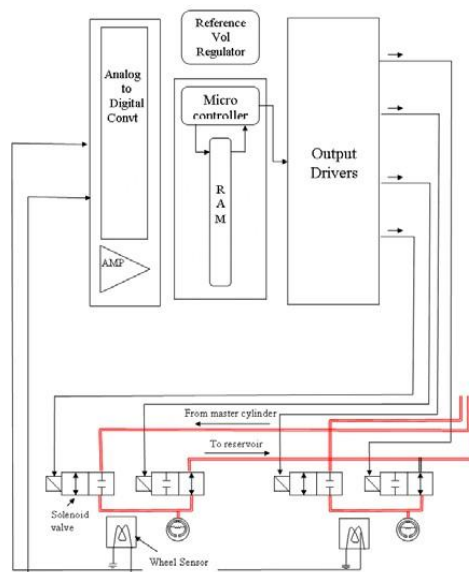 Reference
Vol
Regulator
Analog
to
Digital
Convt
Micro
controller
R
A
M
Output
Drivers
AMP
From master cylinder
To reservoir
Solenoid
valve
Wheel Sensor